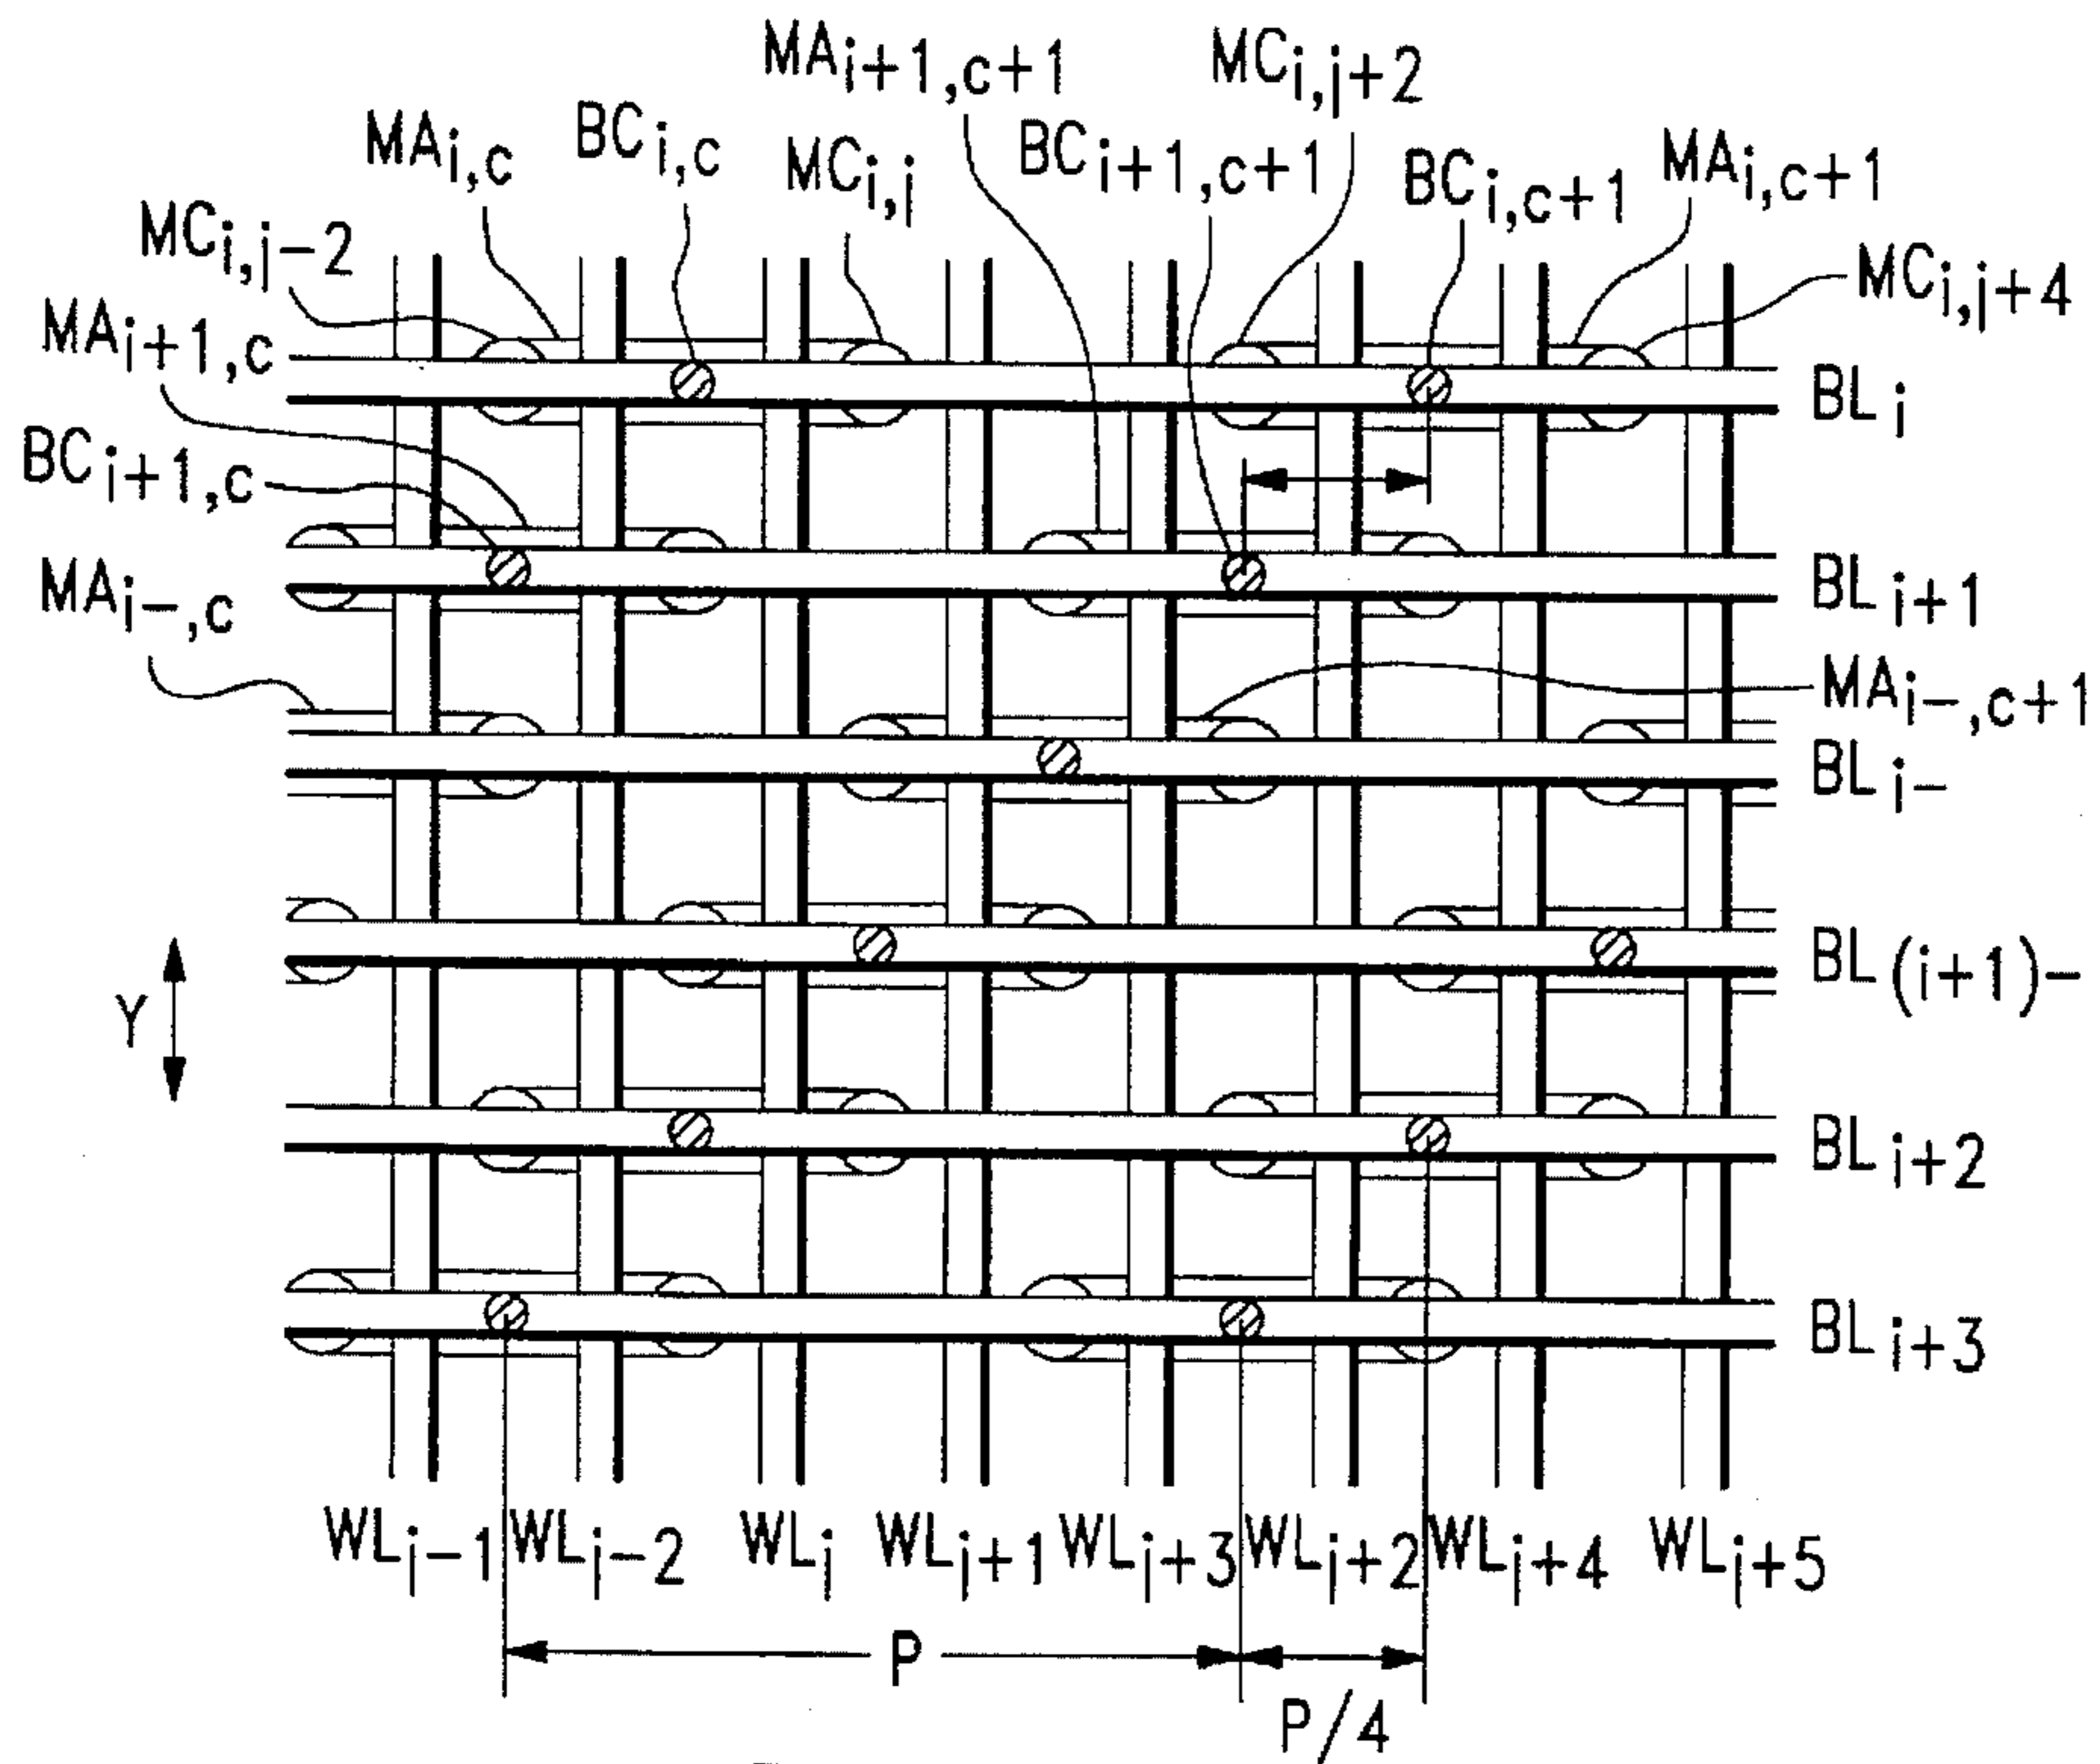 MAi+1,c+1
MCi,j+2
MAi,c
BCi,c
MCi,j
BCi+1,c+1
BCi,c+1
MAi,c+1
MCi,j-2
MCi,j+4
MAi+1,c
BLi
BCi+1,c
BLi+1
MAi-,c
MAi-,c+1
BLi-
BL(i+1)-
Y
BLi+2
BLi+3
WLj-1 WLj-2 WLj WLj+1 WLj+3 WLj+2 WLj+4 WLj+5
P
P/4